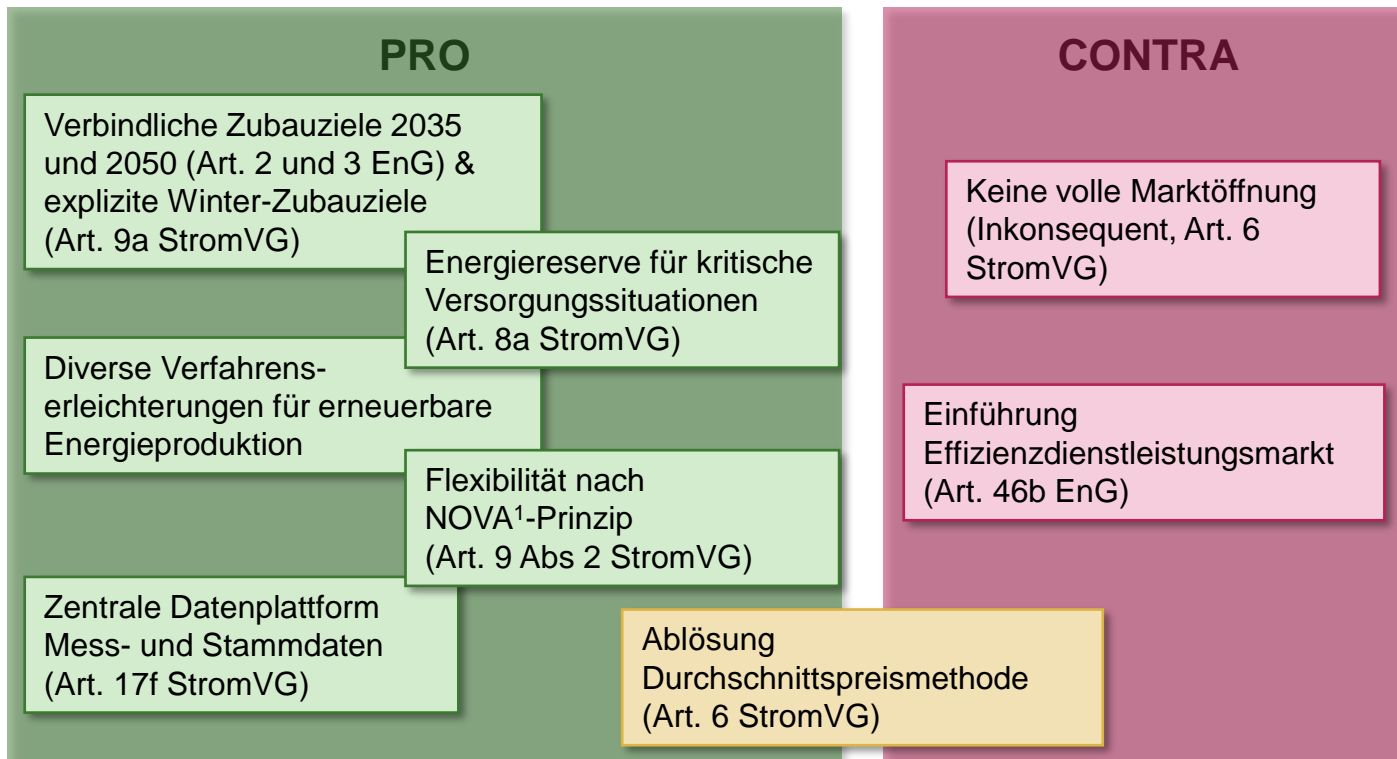 PRO
Verbindliche Zubauziele 2035
und 2050 (Art. 2 und 3 EnG) &
explizite Winter-Zubauziele
(Art. 9a StromVG)
Energiereserve für kritische
Versorgungssituationen
(Art. 8a StromVG)
Diverse Verfahrens-
erleichterungen für erneuerbare
Energieproduktion
Flexibilität nach
NOVA¹-Prinzip
(Art. 9 Abs 2 StromVG)
Zentrale Datenplattform
Mess- und Stammdaten
(Art. 17f StromVG)
Ablösung
Durchschnittspreismethode
(Art. 6 StromVG)
CONTRA
Keine volle Marktöffnung
(Inkonsequent, Art. 6
StromVG)
Einführung
Effizienzdienstleistungsmarkt
(Art. 46b EnG)